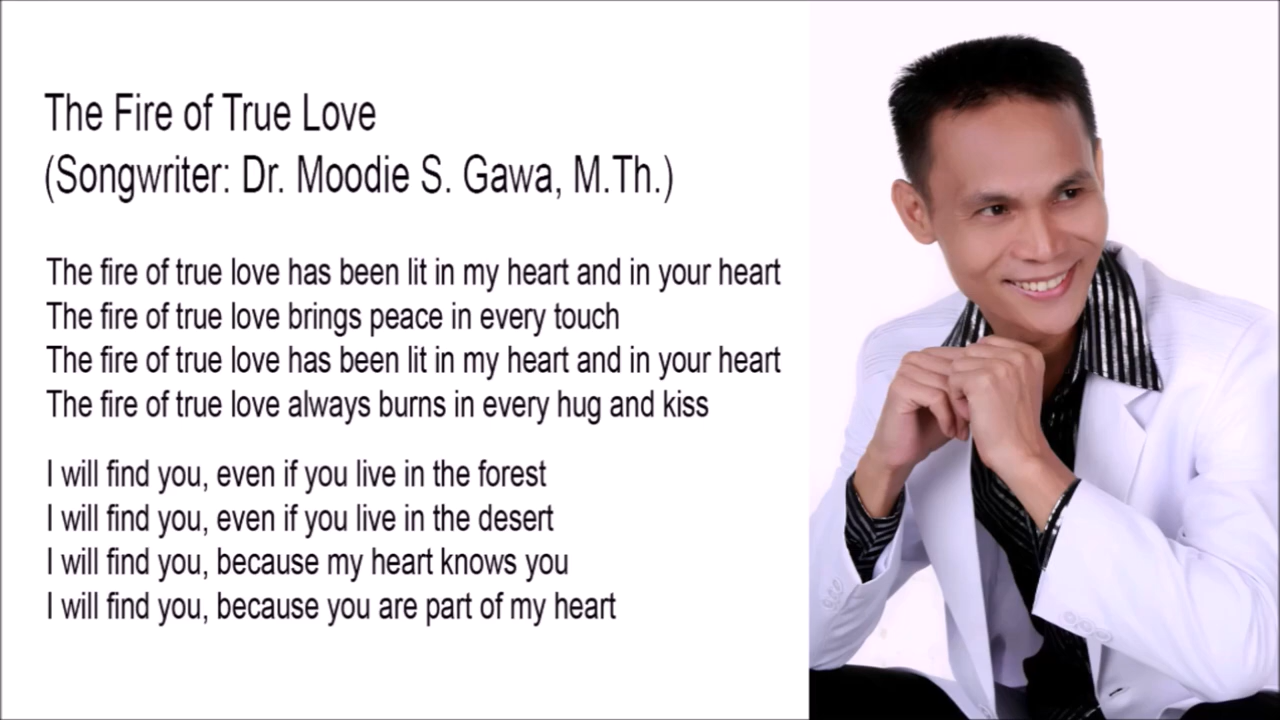 The Fire of True Love
(Songwriter: Dr. Moodie S. Gawa, M.Th.)
The fire of true love has been lit in my heart and in your heart
The fire of true love brings peace in every touch
The fire of true love has been lit in my heart and in your heart
The fire of true love always burns in every hug and kiss
I will find you, even if you live in the forest
I will find you, even if you live in the desert
I will find you, because my heart knows you
I will find you, because you are part of my heart